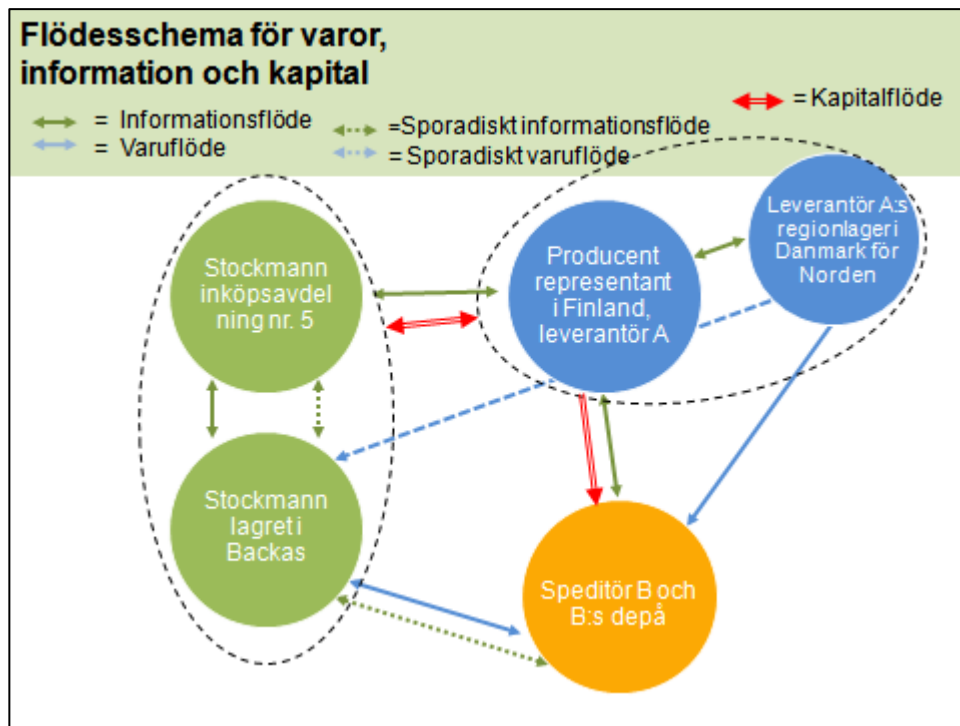 Flödesschema för varor,
information och kapital
= Informationsflöde
= Varuflöde
=Sporadiskt informationsflöde
= Sporadiskt varuflöde
= Kapitalflöde
Stockmann
inköpsavdel
ning nr. 5
Producent
representant
i Finland,
leverantör A
Leverantör A:s
regionlager i
Danmark för
Norden
Stockmann
lagret i
Backas
Speditör B och
B:s depå